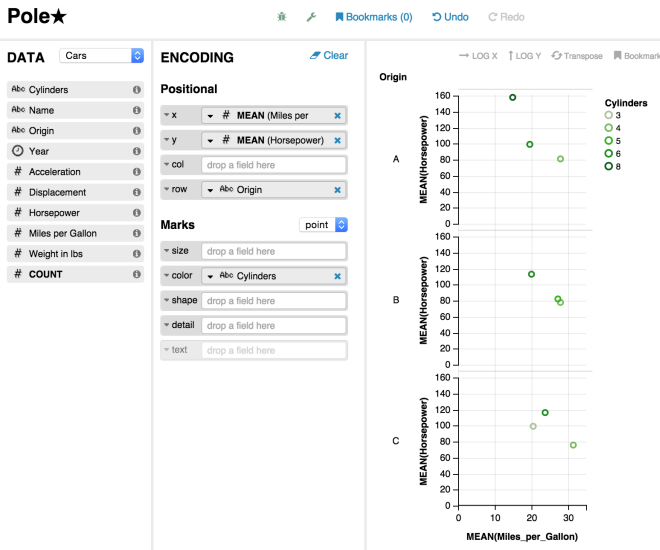 Pole★
Bookmarks (0) Undo Redo
DATA Cars
Abc Cylinders
Abc Name
Abc Origin
Year
# Acceleration
# Displacement
# Horsepower
# Miles per Gallon
# Weight in lbs
# COUNT
ENCODING Clear
Positional
x # MEAN (Miles per
y # MEAN (Horsepower)
col drop a field here
row Abc Origin
Marks point
size drop a field here
color Abc Cylinders
shape drop a field here
detail drop a field here
text drop a field here
LOG X LOG Y Transpose Bookmark
Origin
A
MEAN(Horsepower)
160
140
120
100
80
60
40
20
0
B
MEAN(Horsepower)
160
140
120
100
80
60
40
20
0
C
MEAN(Horsepower)
160
140
120
100
80
60
40
20
0
0 10 20 30
MEAN(Miles_per_Gallon)
Cylinders
3
4
5
6
8